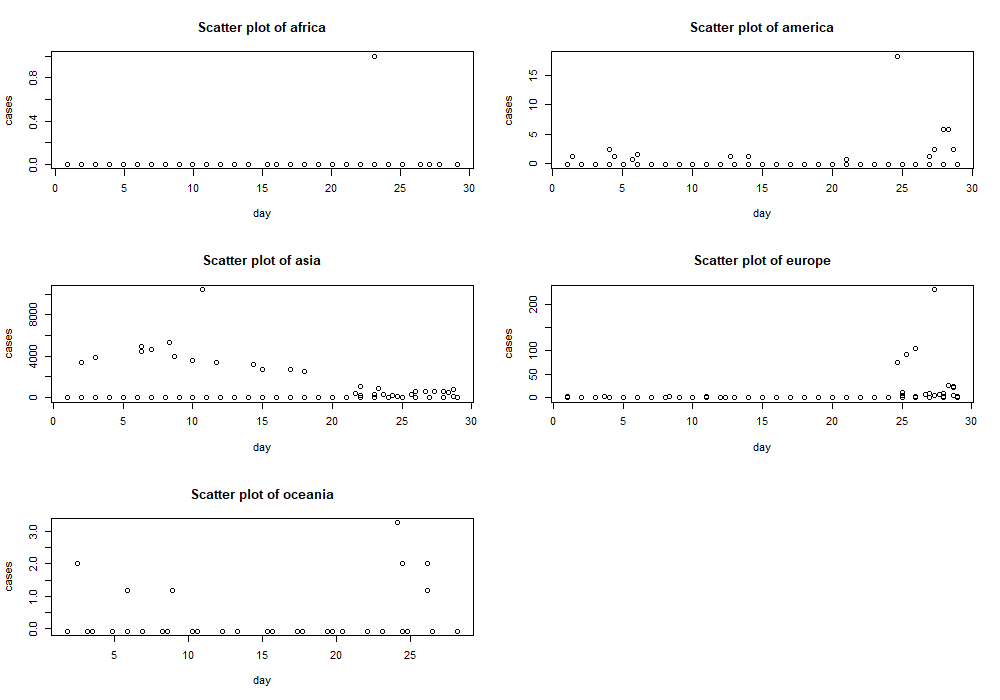 Scatter plot of africa
cases
0.0 0.4 0.8
0 5 10 15 20 25 30
day
Scatter plot of america
cases
0 5 10 15
0 5 10 15 20 25 30
day
Scatter plot of asia
cases
0 4000 8000
0 5 10 15 20 25 30
day
Scatter plot of europe
cases
0 50 100 200
0 5 10 15 20 25 30
day
Scatter plot of oceania
cases
0.0 1.0 2.0 3.0
5 10 15 20 25
day